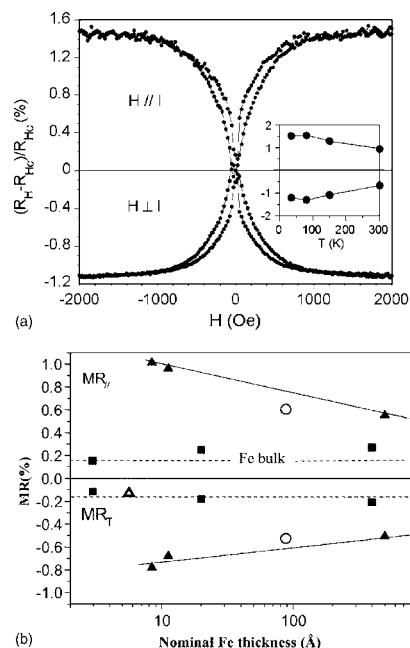 1.6
1.2
0.8
0.4
0
-0.4
-0.8
-1.2
(R_H-R_Hc)/R_Hc (%)
H // I
H ⊥ I
2
1
0
-1
-2
0 100 200 300
T (K)
-2000 -1000 0 1000 2000
H (Oe)
(a)
1.0
0.8
0.6
0.4
0.2
0.0
-0.2
-0.4
-0.6
-0.8
-1.0
MR(%)
MR//
Fe bulk
MR_T
10 100
Nominal Fe thickness (Å)
(b)